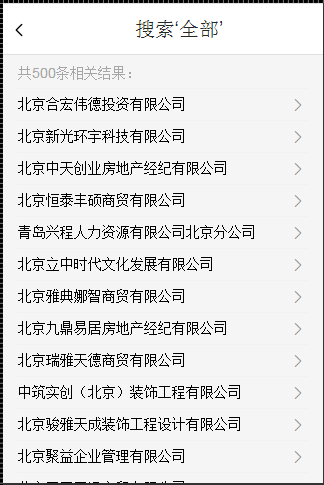 搜索‘全部’
共500条相关结果：
北京合宏伟德投资有限公司
北京新光环宇科技有限公司
北京中天创业房地产经纪有限公司
北京恒泰丰硕商贸有限公司
青岛兴程人力资源有限公司北京分公司
北京立中时代文化发展有限公司
北京雅典娜智商贸有限公司
北京九鼎易居房地产经纪有限公司
北京瑞雅天德商贸有限公司
中筑实创（北京）装饰工程有限公司
北京骏雅天成装饰工程设计有限公司
北京聚益企业管理有限公司